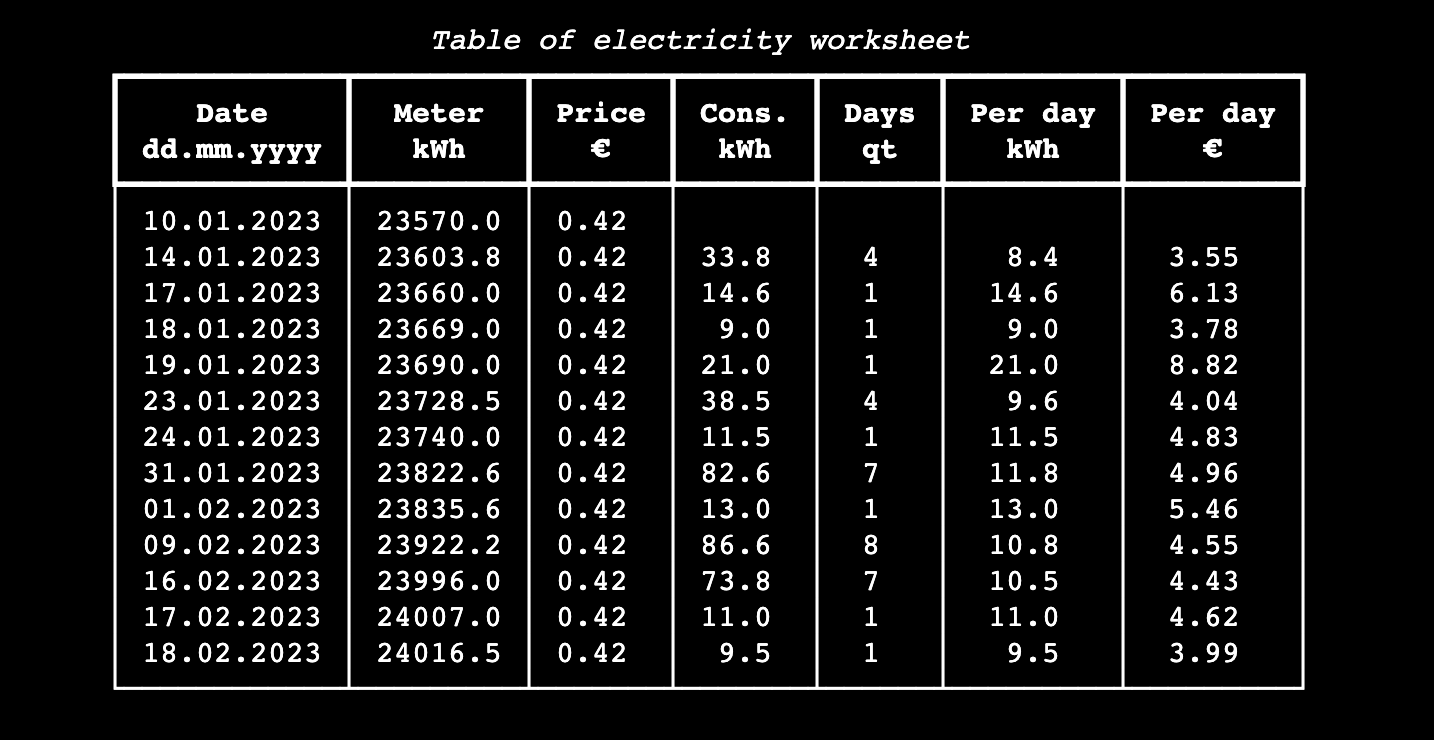 Table of electricity worksheet
Date Meter Price Cons. Days Per day Per day
dd.mm.yyyy kWh € kWh qt kWh €
10.01.2023 23570.0 0.42
14.01.2023 23603.8 0.42 33.8 4 8.4 3.55
17.01.2023 23660.0 0.42 14.6 1 14.6 6.13
18.01.2023 23669.0 0.42 9.0 1 9.0 3.78
19.01.2023 23690.0 0.42 21.0 1 21.0 8.82
23.01.2023 23728.5 0.42 38.5 4 9.6 4.04
24.01.2023 23740.0 0.42 11.5 1 11.5 4.83
31.01.2023 23822.6 0.42 82.6 7 11.8 4.96
01.02.2023 23835.6 0.42 13.0 1 13.0 5.46
09.02.2023 23922.2 0.42 86.6 8 10.8 4.55
16.02.2023 23996.0 0.42 73.8 7 10.5 4.43
17.02.2023 24007.0 0.42 11.0 1 11.0 4.62
18.02.2023 24016.5 0.42 9.5 1 9.5 3.99